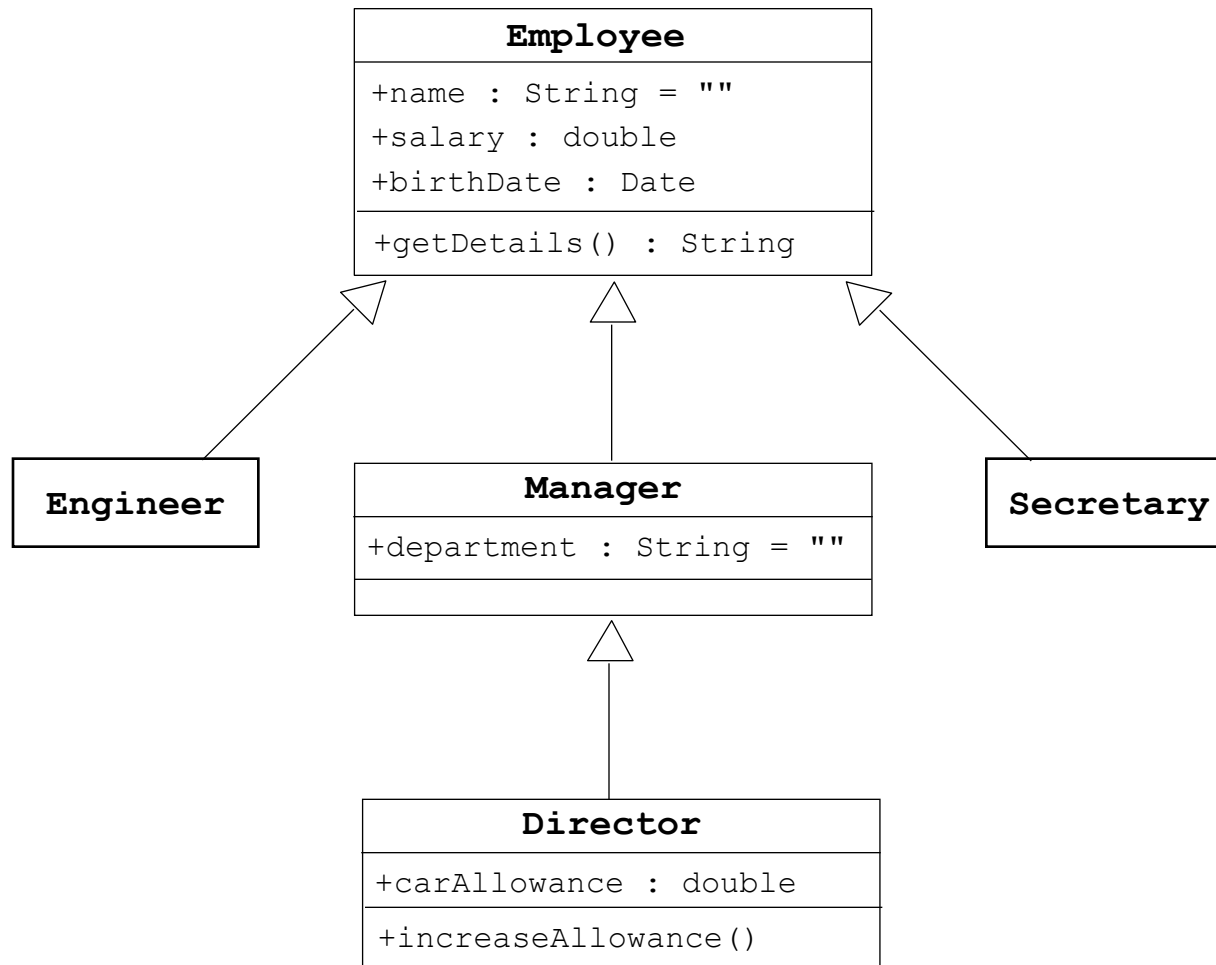 Employee
+name : String = ""
+salary : double
+birthDate : Date
+getDetails() : String
Engineer
Manager
Secretary
+department : String = ""
Director
+carAllowance : double
+increaseAllowance()